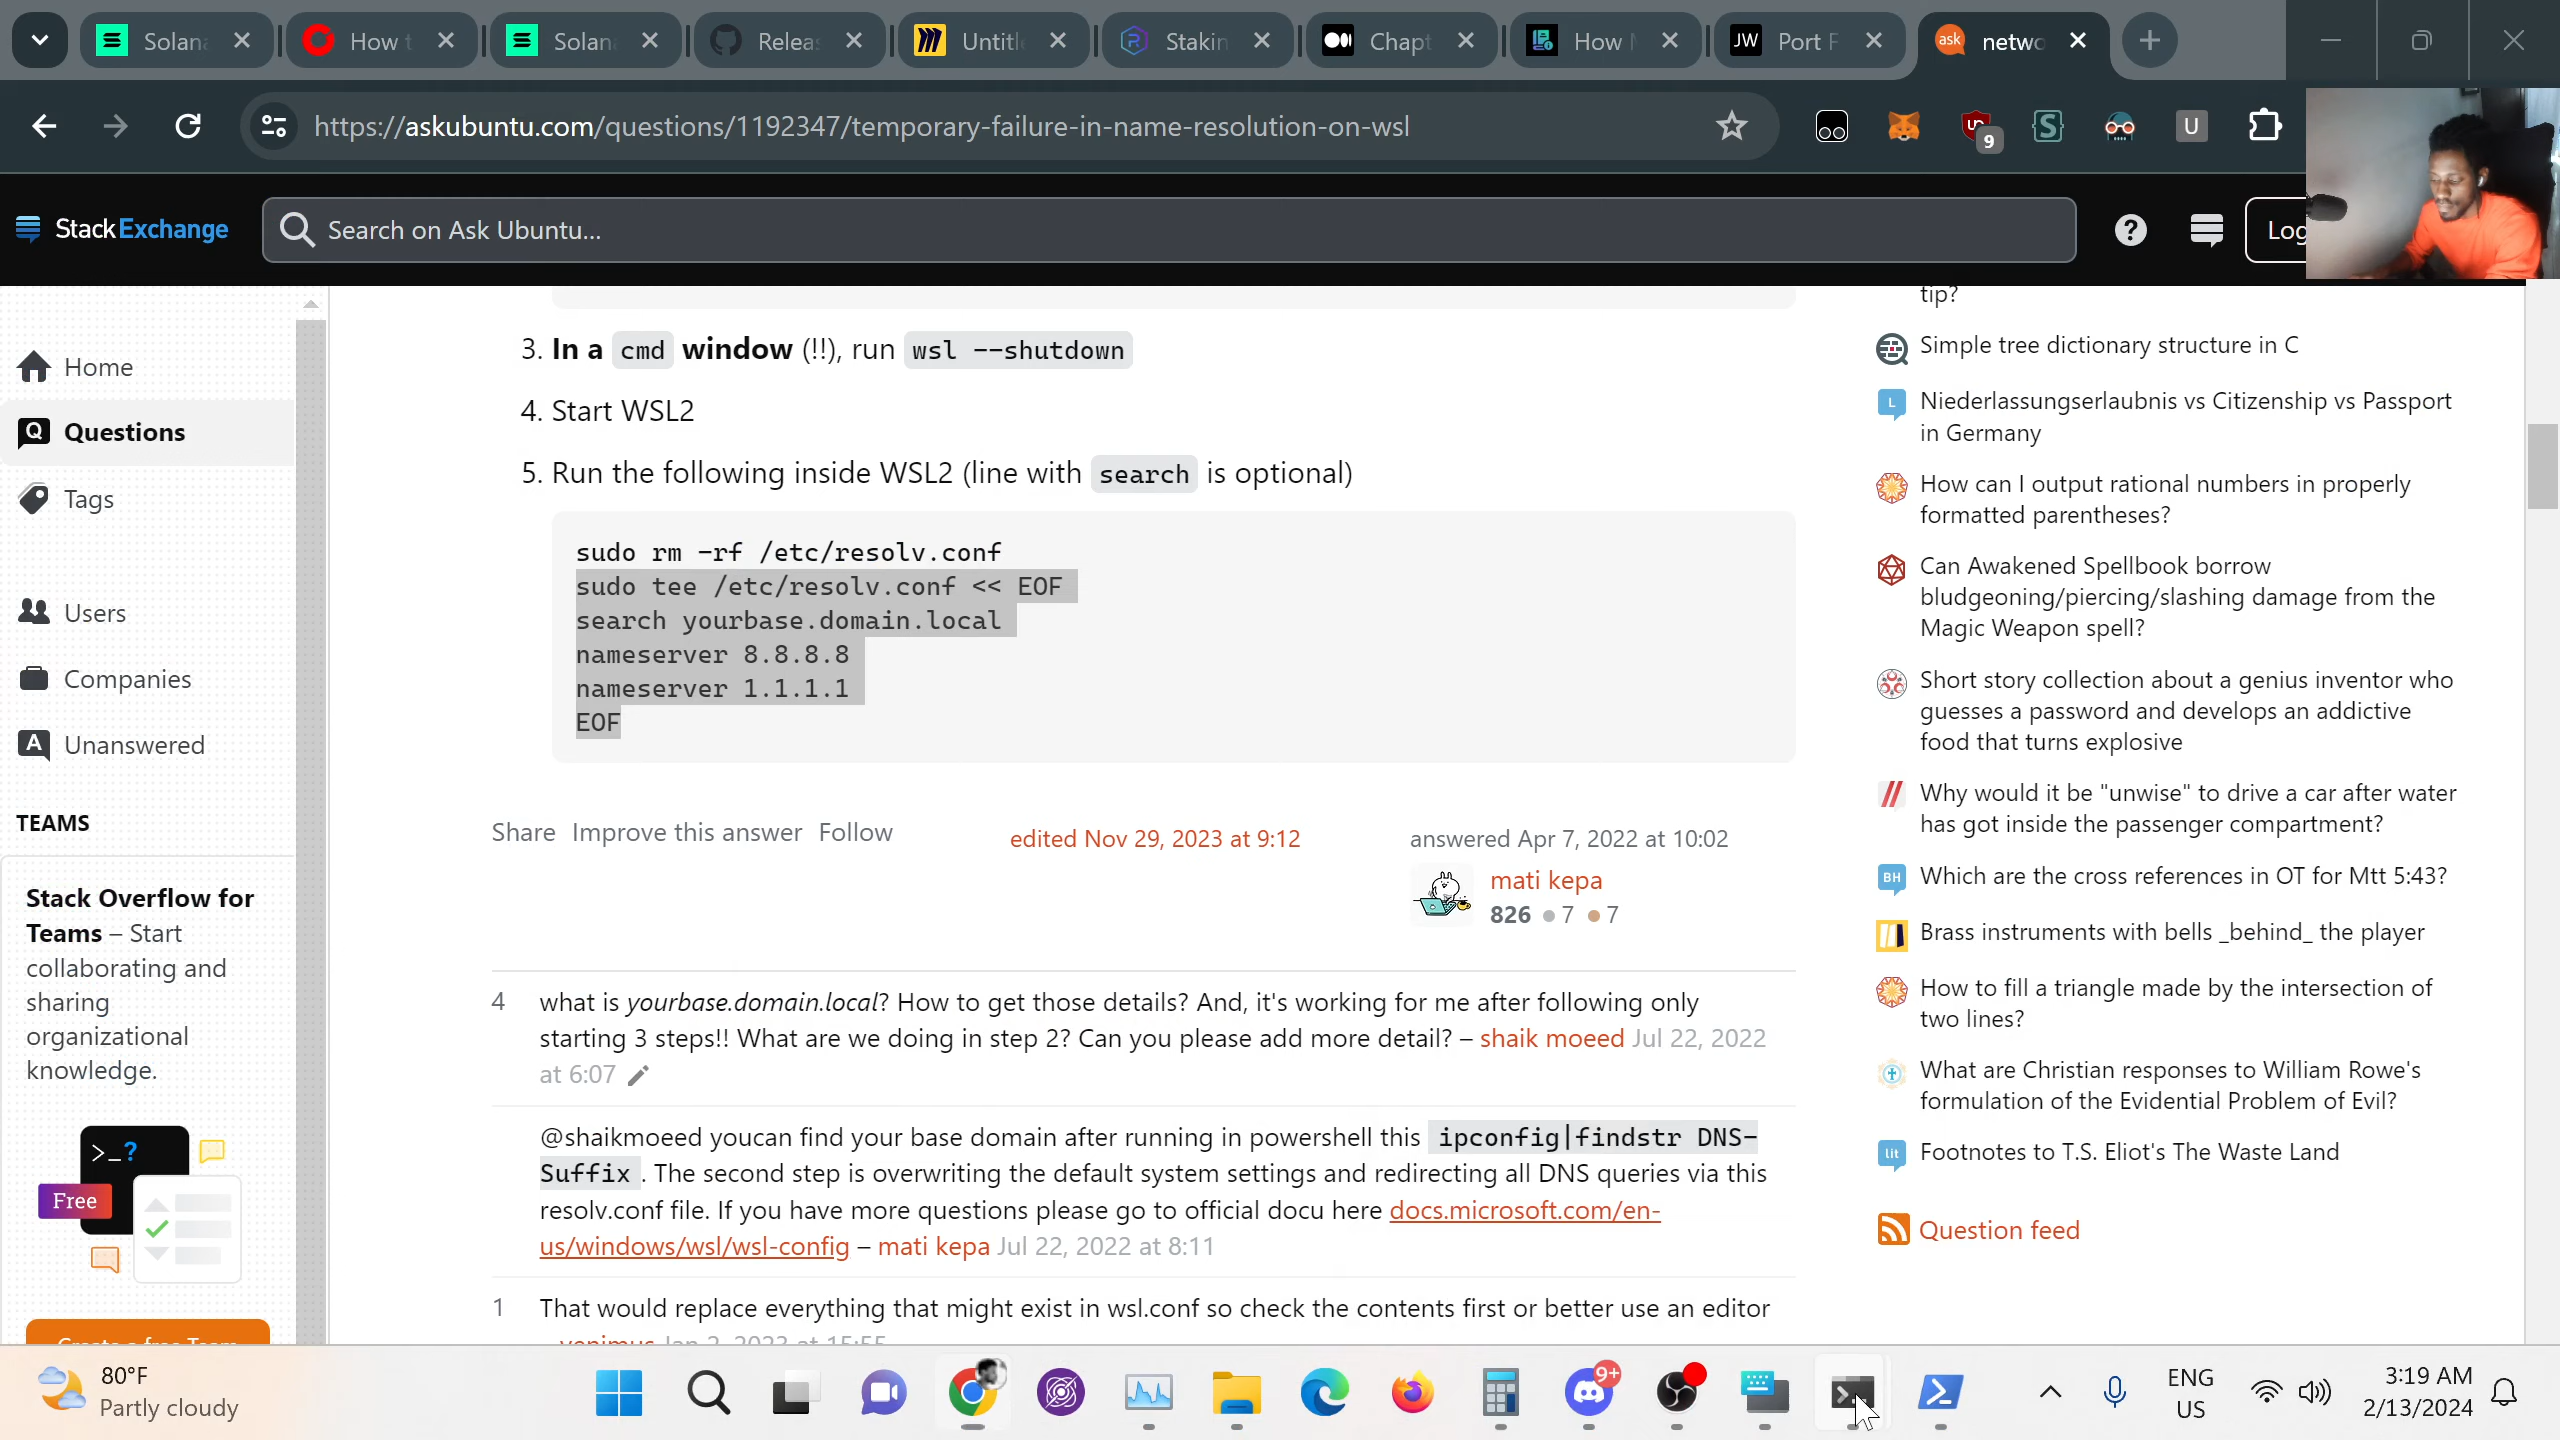 Solana
How t
Solana
Releas
Untitle
Stakin
Chapt
How N
JW
Port F
ask
netwo
https://askubuntu.com/questions/1192347/temporary-failure-in-name-resolution-on-wsl
9
U
StackExchange
Search on Ask Ubuntu...
Log
Home
Questions
Tags
Users
Companies
Unanswered
TEAMS
Stack Overflow for
Teams – Start
collaborating and
sharing
organizational
knowledge.
>_?
Free
3. In a cmd window (!!), run wsl --shutdown
4. Start WSL2
5. Run the following inside WSL2 (line with search is optional)
sudo rm -rf /etc/resolv.conf
sudo tee /etc/resolv.conf << EOF
search yourbase.domain.local
nameserver 8.8.8.8
nameserver 1.1.1.1
EOF
Share Improve this answer Follow
edited Nov 29, 2023 at 9:12
answered Apr 7, 2022 at 10:02
mati kepa
826 ●7 ●7
4 what is yourbase.domain.local? How to get those details? And, it's working for me after following only
starting 3 steps!! What are we doing in step 2? Can you please add more detail? – shaik moeed Jul 22, 2022
at 6:07
@shaikmoeed youcan find your base domain after running in powershell this ipconfig|findstr DNS-
Suffix . The second step is overwriting the default system settings and redirecting all DNS queries via this
resolv.conf file. If you have more questions please go to official docu here docs.microsoft.com/en-
us/windows/wsl/wsl-config – mati kepa Jul 22, 2022 at 8:11
1 That would replace everything that might exist in wsl.conf so check the contents first or better use an editor
– venimus Jan 2, 2023 at 15:55
tip?
Simple tree dictionary structure in C
Niederlassungserlaubnis vs Citizenship vs Passport
in Germany
How can I output rational numbers in properly
formatted parentheses?
Can Awakened Spellbook borrow
bludgeoning/piercing/slashing damage from the
Magic Weapon spell?
Short story collection about a genius inventor who
guesses a password and develops an addictive
food that turns explosive
Why would it be "unwise" to drive a car after water
has got inside the passenger compartment?
Which are the cross references in OT for Mtt 5:43?
Brass instruments with bells _behind_ the player
How to fill a triangle made by the intersection of
two lines?
What are Christian responses to William Rowe's
formulation of the Evidential Problem of Evil?
Footnotes to T.S. Eliot's The Waste Land
Question feed
Create a free Team
80°F
Partly cloudy
9+
ENG
US
3:19 AM
2/13/2024